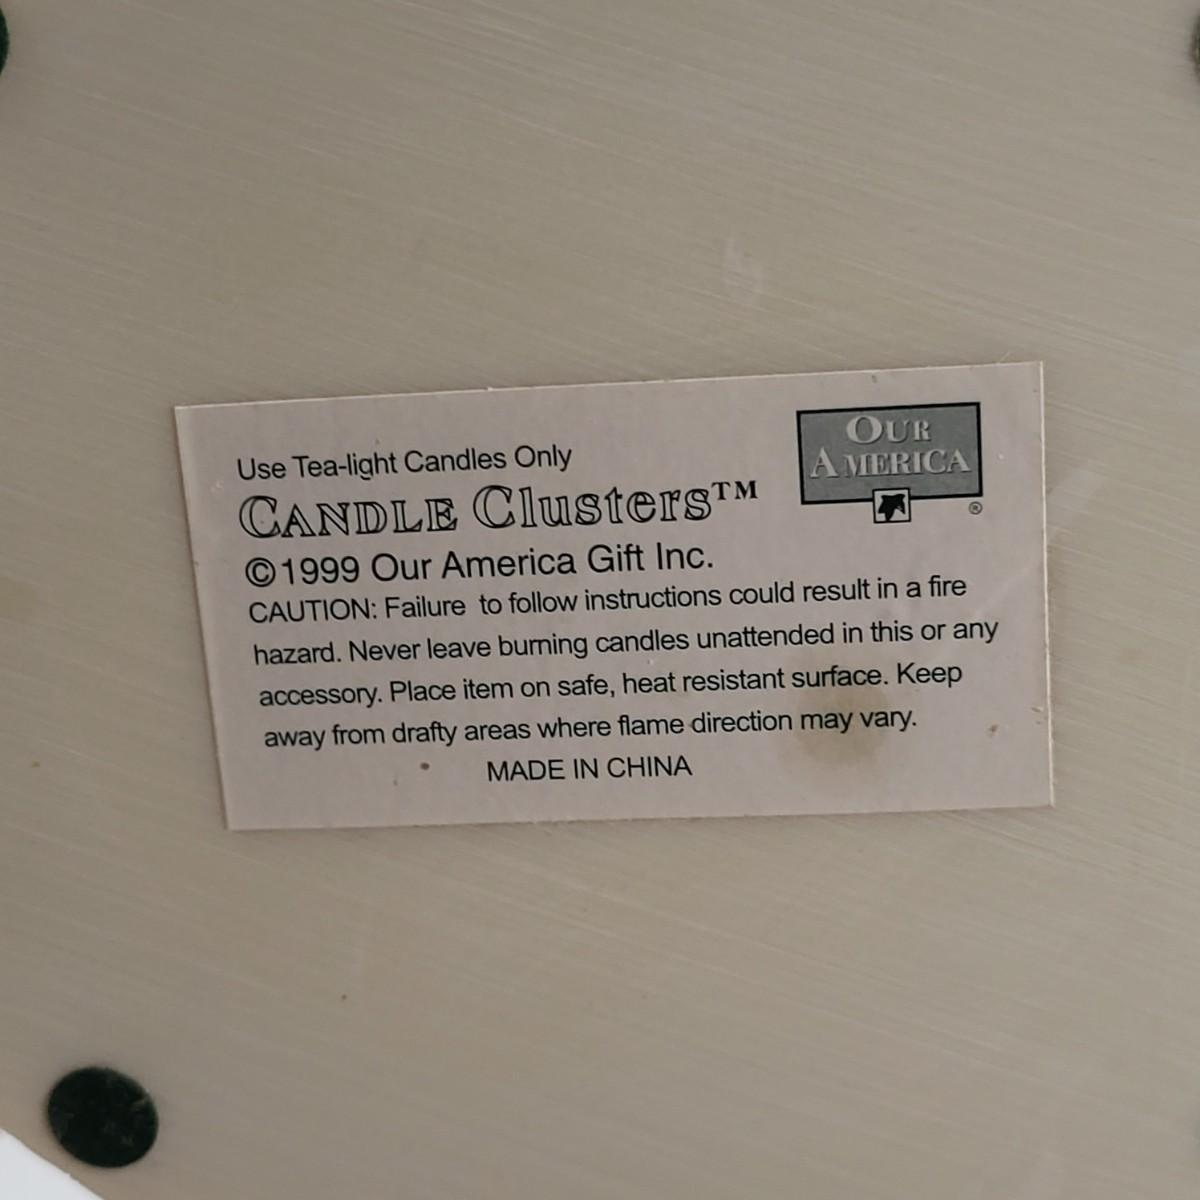 Use Tea-light Candles Only
CANDLE Clusters™
©1999 Our America Gift Inc.
CAUTION: Failure to follow instructions could result in a fire
hazard. Never leave burning candles unattended in this or any
accessory. Place item on safe, heat resistant surface. Keep
away from drafty areas where flame direction may vary.
MADE IN CHINA
OUR
AMERICA
®